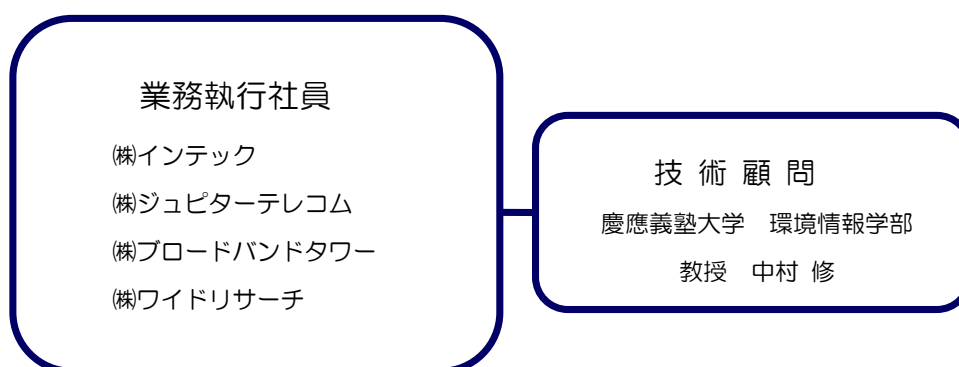 業務執行社員
㈱インテック
㈱ジュピターテレコム
㈱ブロードバンドタワー
㈱ワイドリサーチ
技 術 顧 問
慶應義塾大学　環境情報学部
教授　中村 修